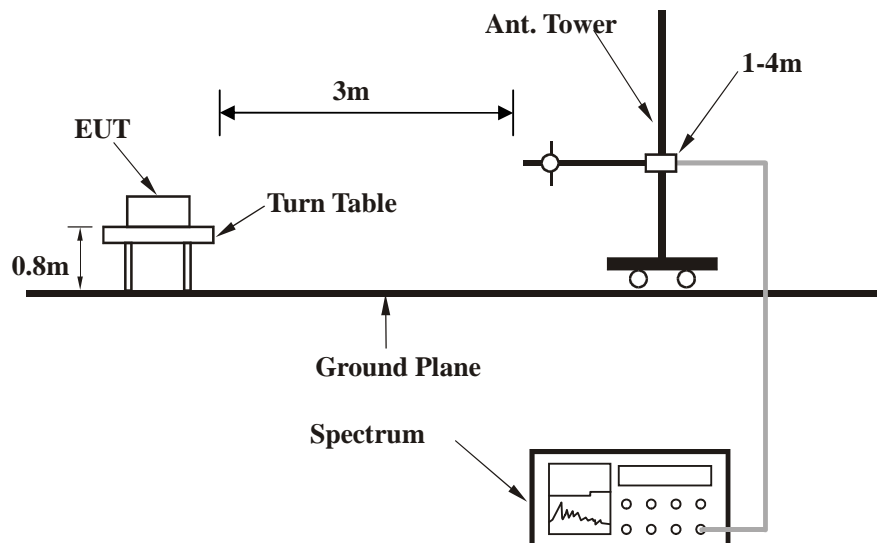 Ant. Tower
1-4m
3m
EUT
Turn Table
0.8m
Ground Plane
Spectrum